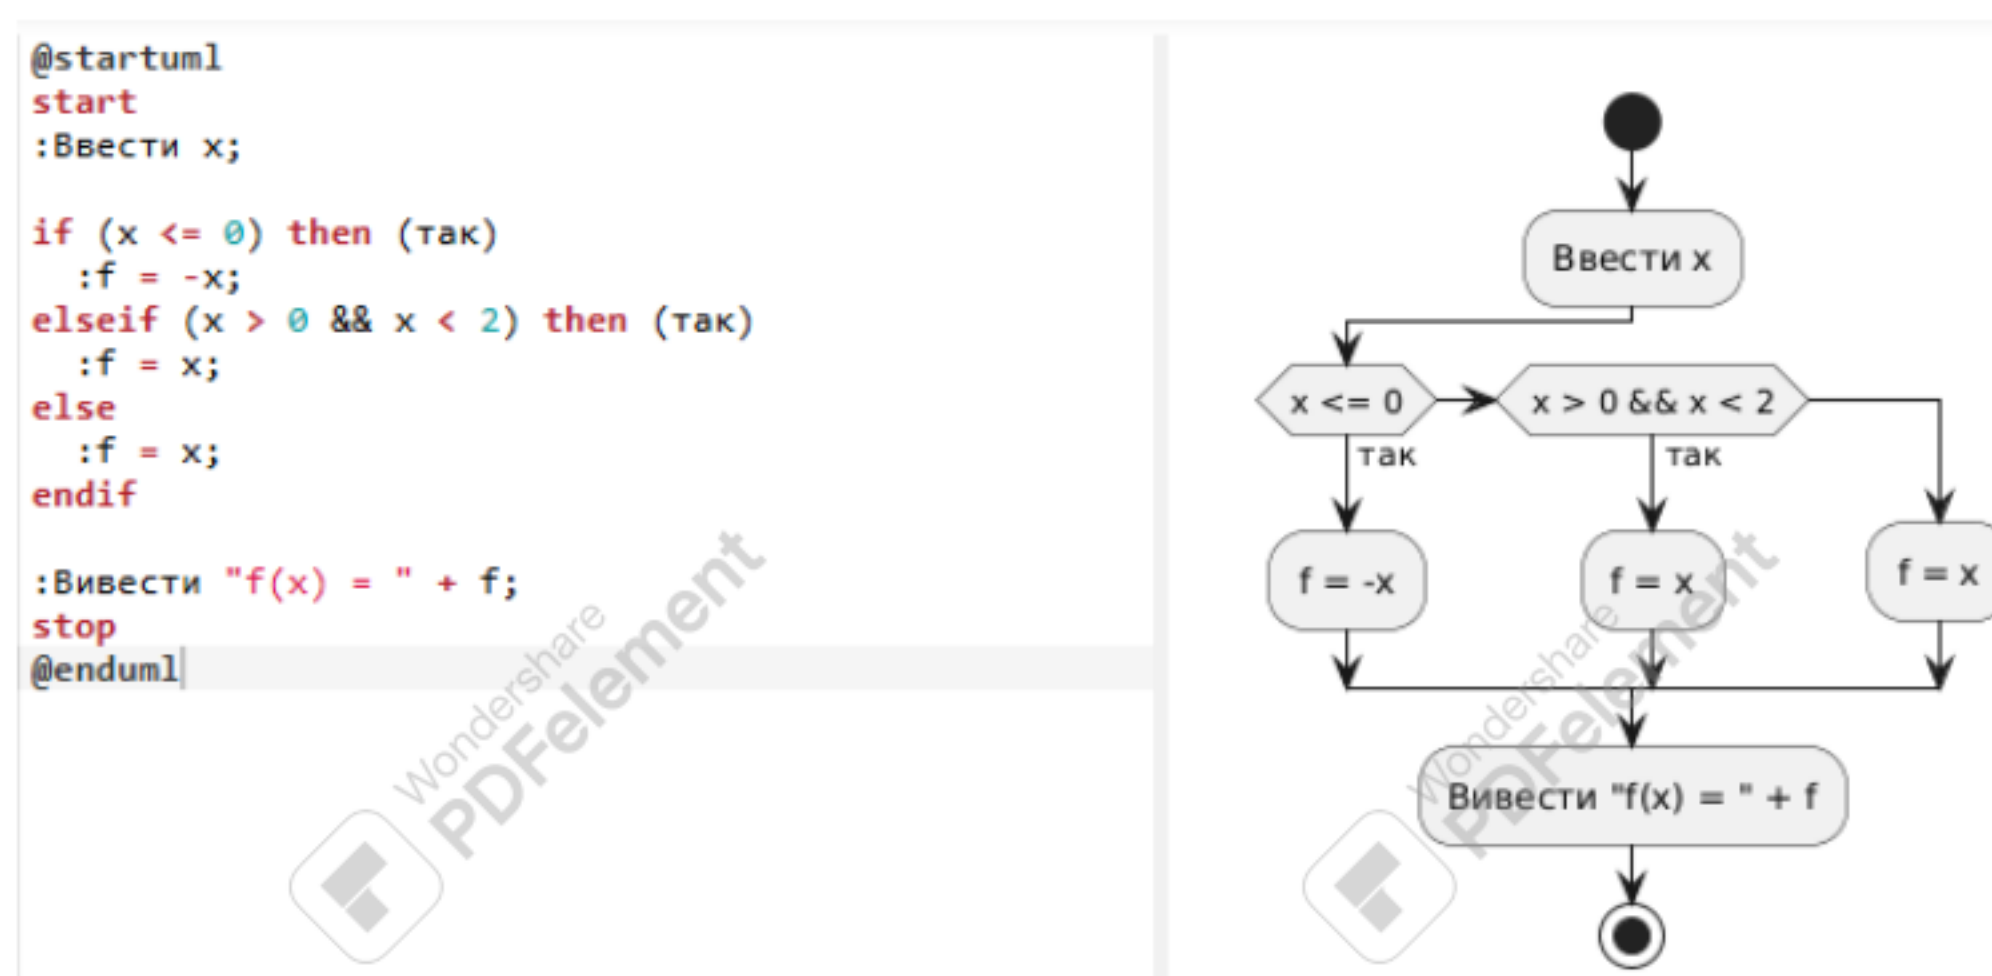 @startuml
start
:Ввести x;
if (x <= 0) then (так)
:f = -x;
elseif (x > 0 && x < 2) then (так)
:f = x;
else
:f = x;
endif
:Вивести "f(x) = " + f;
stop
@enduml
Wondershare
PDFelement
Ввести x
x <= 0
x > 0 && x < 2
так
так
f = -x
f = x
f = x
Вивести "f(x) = " + f
Wondershare
PDFelement